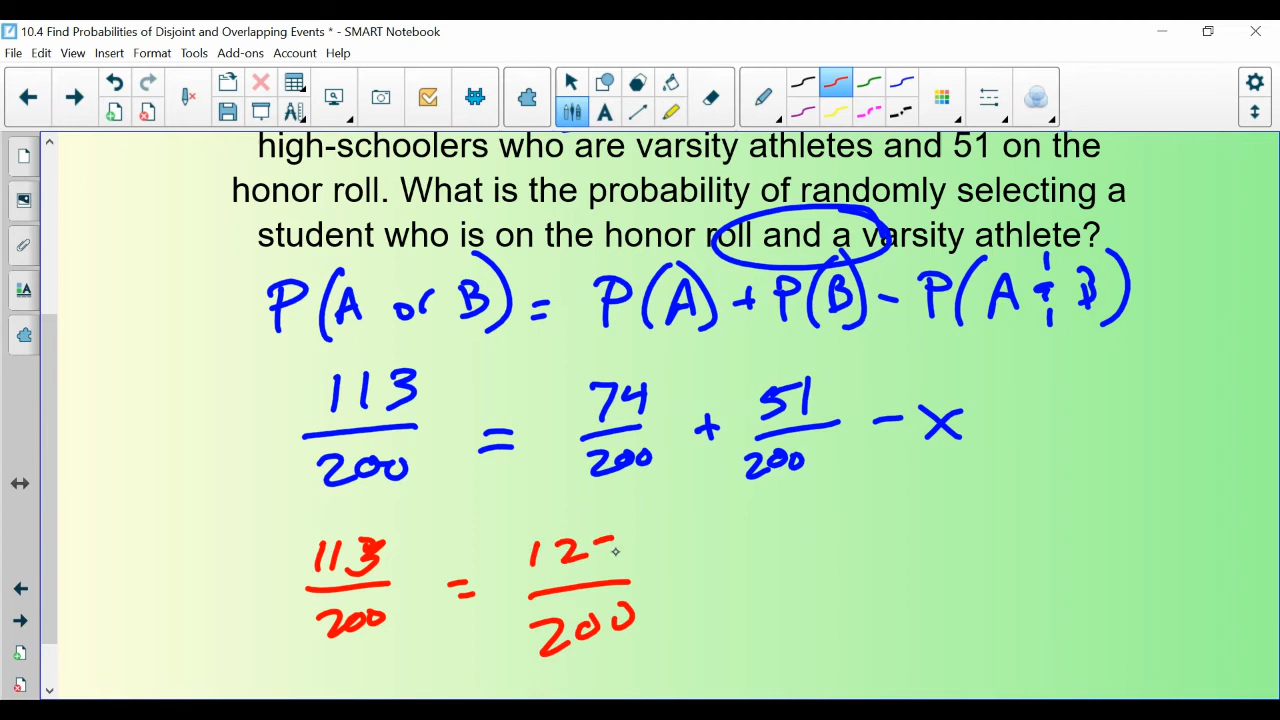 10.4 Find Probabilities of Disjoint and Overlapping Events * - SMART Notebook
File Edit View Insert Format Tools Add-ons Account Help
high-schoolers who are varsity athletes and 51 on the
honor roll. What is the probability of randomly selecting a
student who is on the honor roll and a varsity athlete?
P(A or B) = P(A) + P(B) - P(A & B)
113/200 = 74/200 + 51/200 - x
113/200 = 12 /200